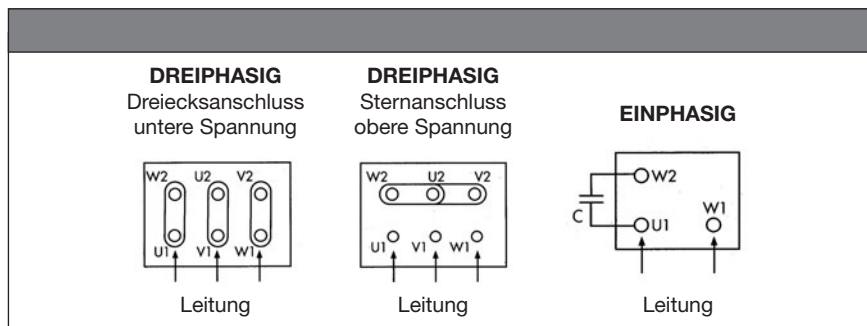 DREIPHASIG
Dreiecksanschluss
untere Spannung
W2 U2 V2
U1 V1 W1
Leitung
DREIPHASIG
Sternanschluss
obere Spannung
W2 U2 V2
U1 V1 W1
Leitung
EINPHASIG
W2
C
U1 W1
Leitung